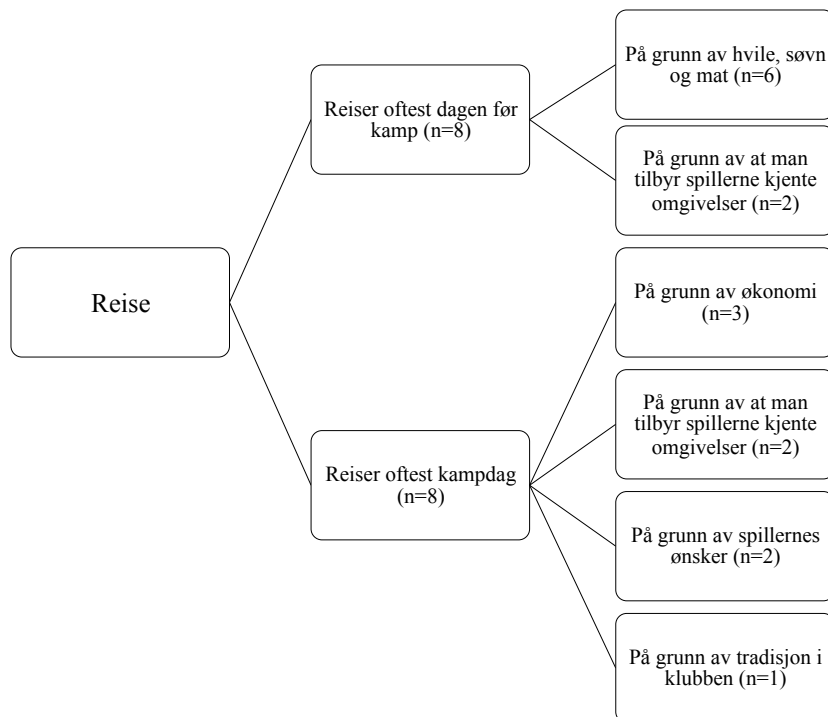 Reise
Reiser oftest dagen før
kamp (n=8)
På grunn av hvile, søvn
og mat (n=6)
På grunn av at man
tilbyr spillerne kjente
omgivelser (n=2)
Reiser oftest kampdag
(n=8)
På grunn av økonomi
(n=3)
På grunn av at man
tilbyr spillerne kjente
omgivelser (n=2)
På grunn av spillernes
ønsker (n=2)
På grunn av tradisjon i
klubben (n=1)